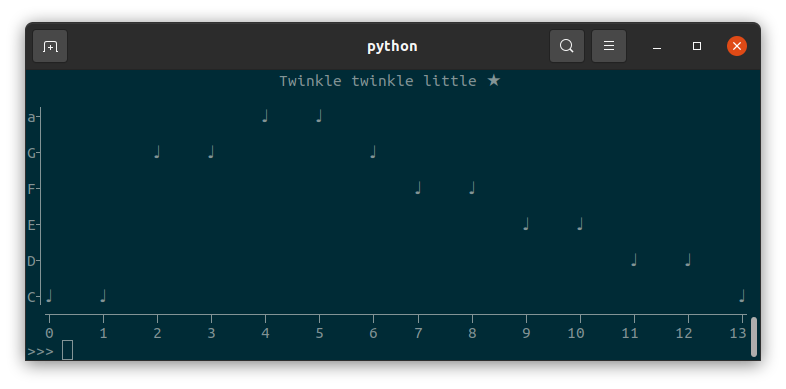 python
Twinkle twinkle little ★
a ♩ ♩
G ♩ ♩ ♩
F ♩ ♩
E ♩ ♩
D ♩ ♩
C ♩ ♩ ♩
0 1 2 3 4 5 6 7 8 9 10 11 12 13
>>>